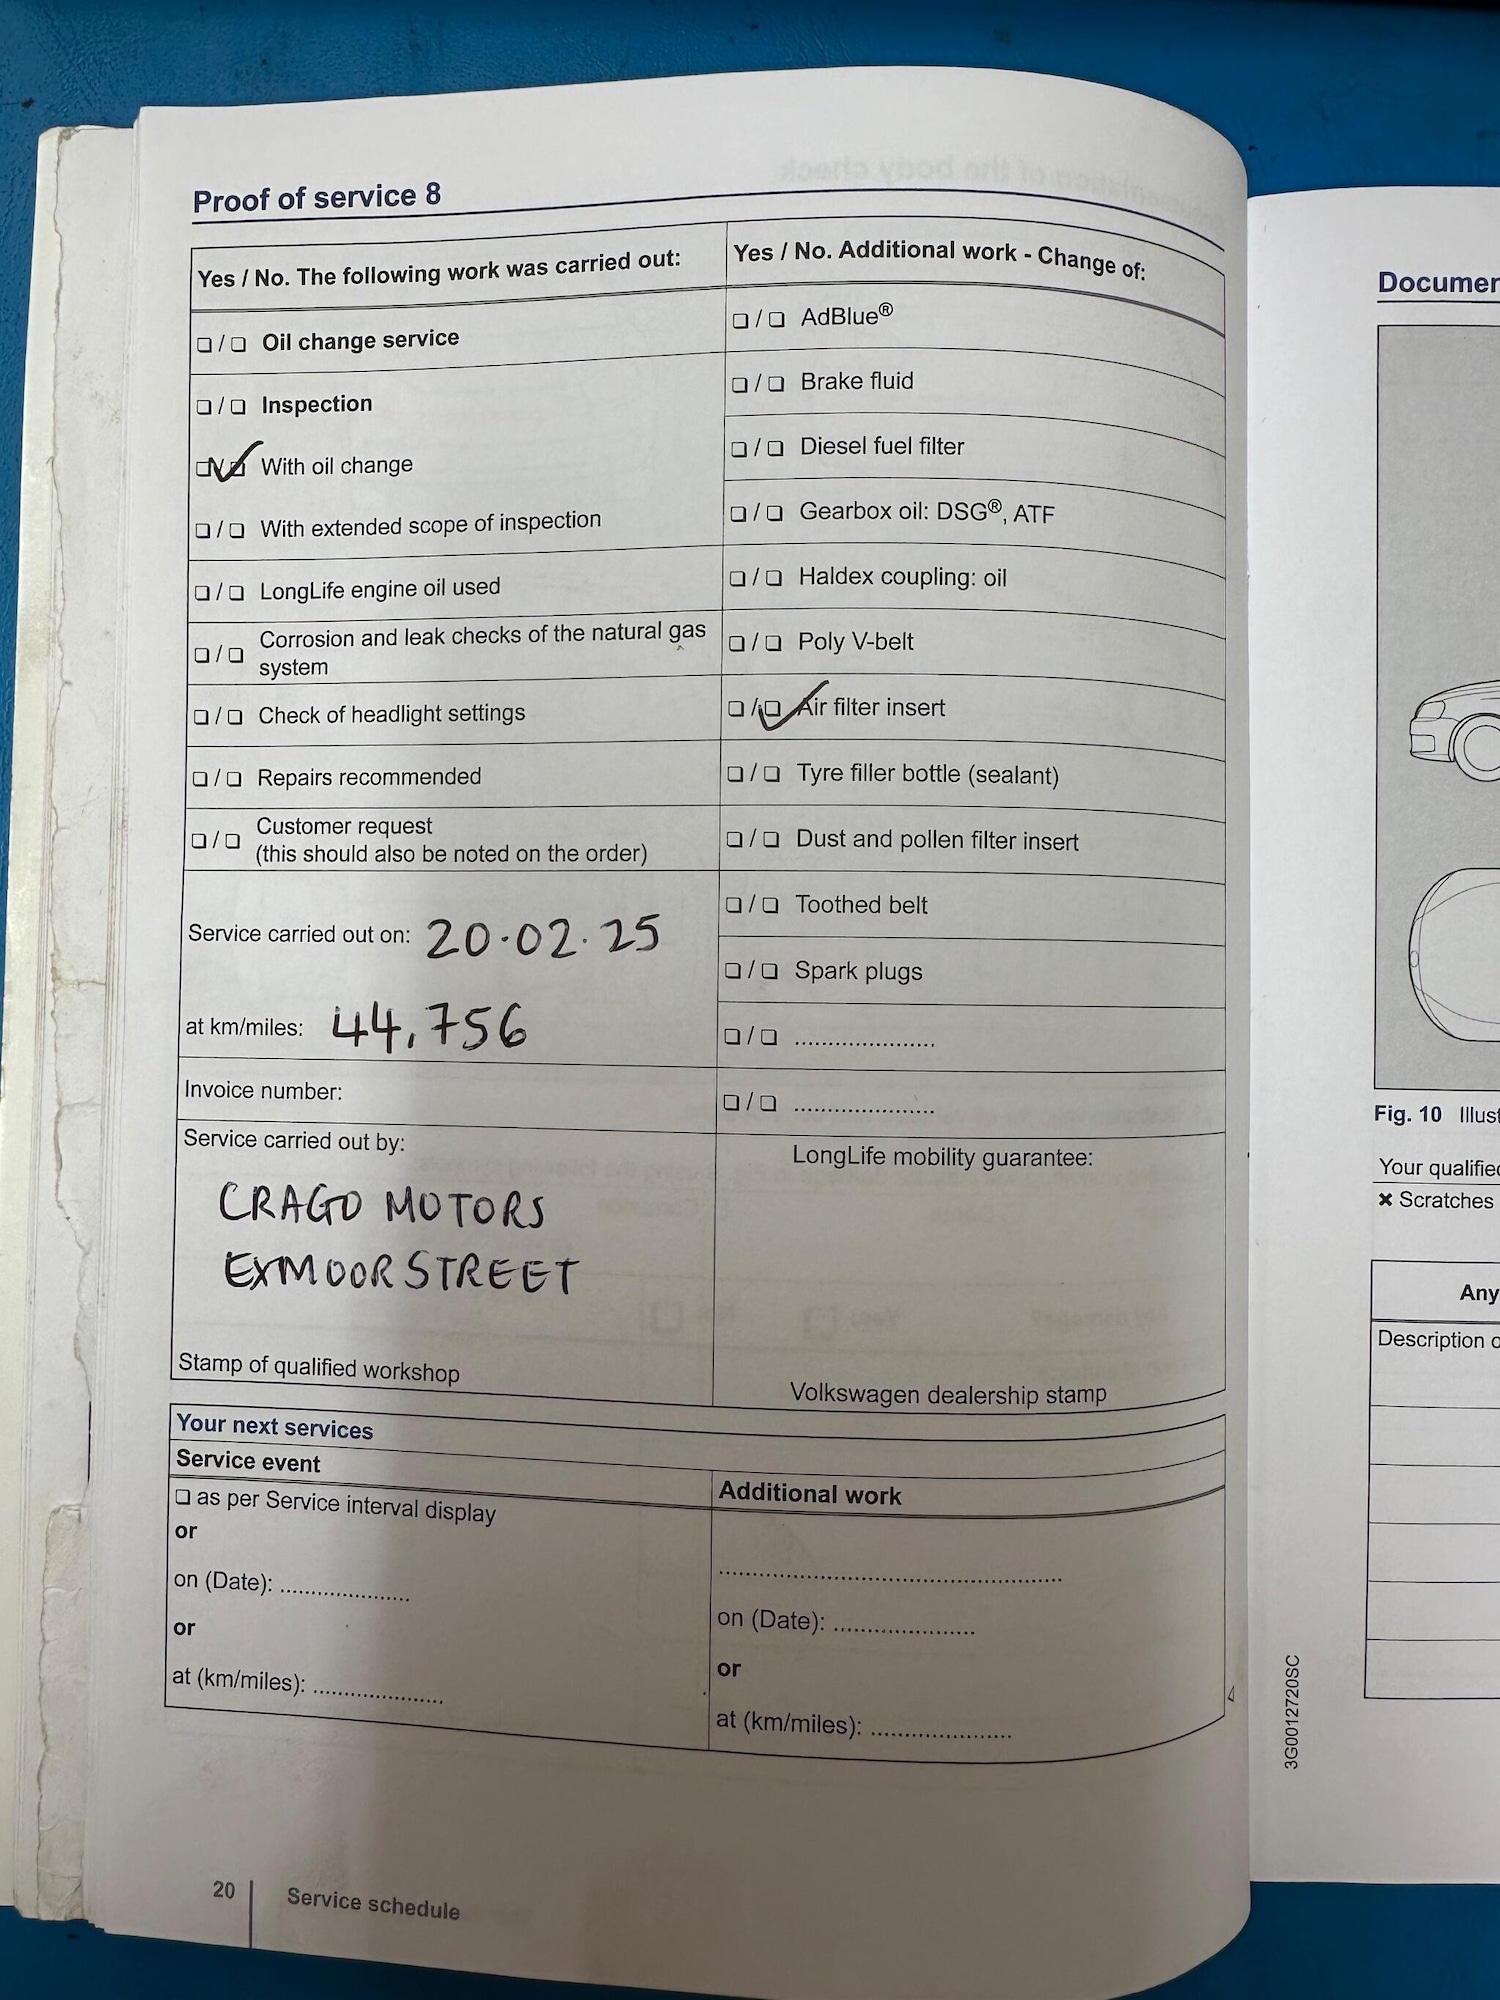 Proof of service 8
Yes / No. The following work was carried out:
❏ / ❏ Oil change service
❏ / ❏ Inspection
❏ / ❏ With oil change
❏ / ❏ With extended scope of inspection
❏ / ❏ LongLife engine oil used
❏ / ❏ Corrosion and leak checks of the natural gas
system
❏ / ❏ Check of headlight settings
❏ / ❏ Repairs recommended
❏ / ❏ Customer request
(this should also be noted on the order)
Service carried out on: 20.02.25
at km/miles: 44,756
Invoice number:
Service carried out by:
CRAGO MOTORS
EXMOOR STREET
Stamp of qualified workshop
Yes / No. Additional work - Change of:
❏ / ❏ AdBlue®
❏ / ❏ Brake fluid
❏ / ❏ Diesel fuel filter
❏ / ❏ Gearbox oil: DSG®, ATF
❏ / ❏ Haldex coupling: oil
❏ / ❏ Poly V-belt
❏ / ❏ Air filter insert
❏ / ❏ Tyre filler bottle (sealant)
❏ / ❏ Dust and pollen filter insert
❏ / ❏ Toothed belt
❏ / ❏ Spark plugs
❏ / ❏ .....................
❏ / ❏ .....................
LongLife mobility guarantee:
Volkswagen dealership stamp
Your next services
Service event
❏ as per Service interval display
or
on (Date): ...................
or
at (km/miles): ...................
Additional work
...................................................
on (Date): .....................
or
at (km/miles): .....................
20
Service schedule
Documen
Fig. 10 Illust
Your qualified
✖ Scratches
Any
Description o
3G0012720SC